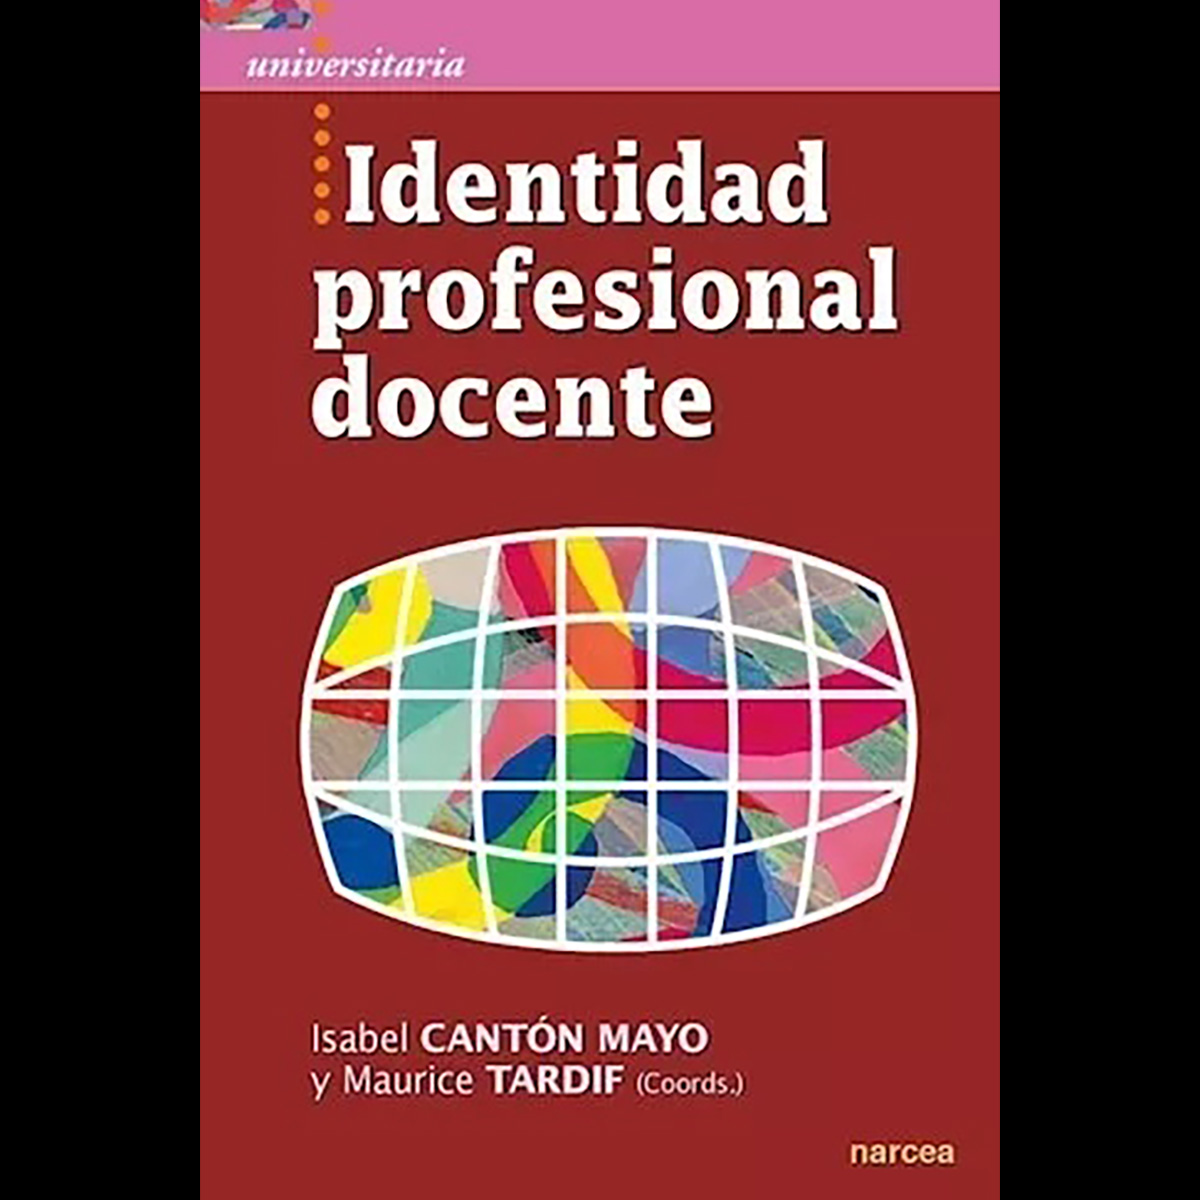 universitaria
Identidad
profesional
docente
Isabel CANTÓN MAYO
y Maurice TARDIF (Coords.)
narcea